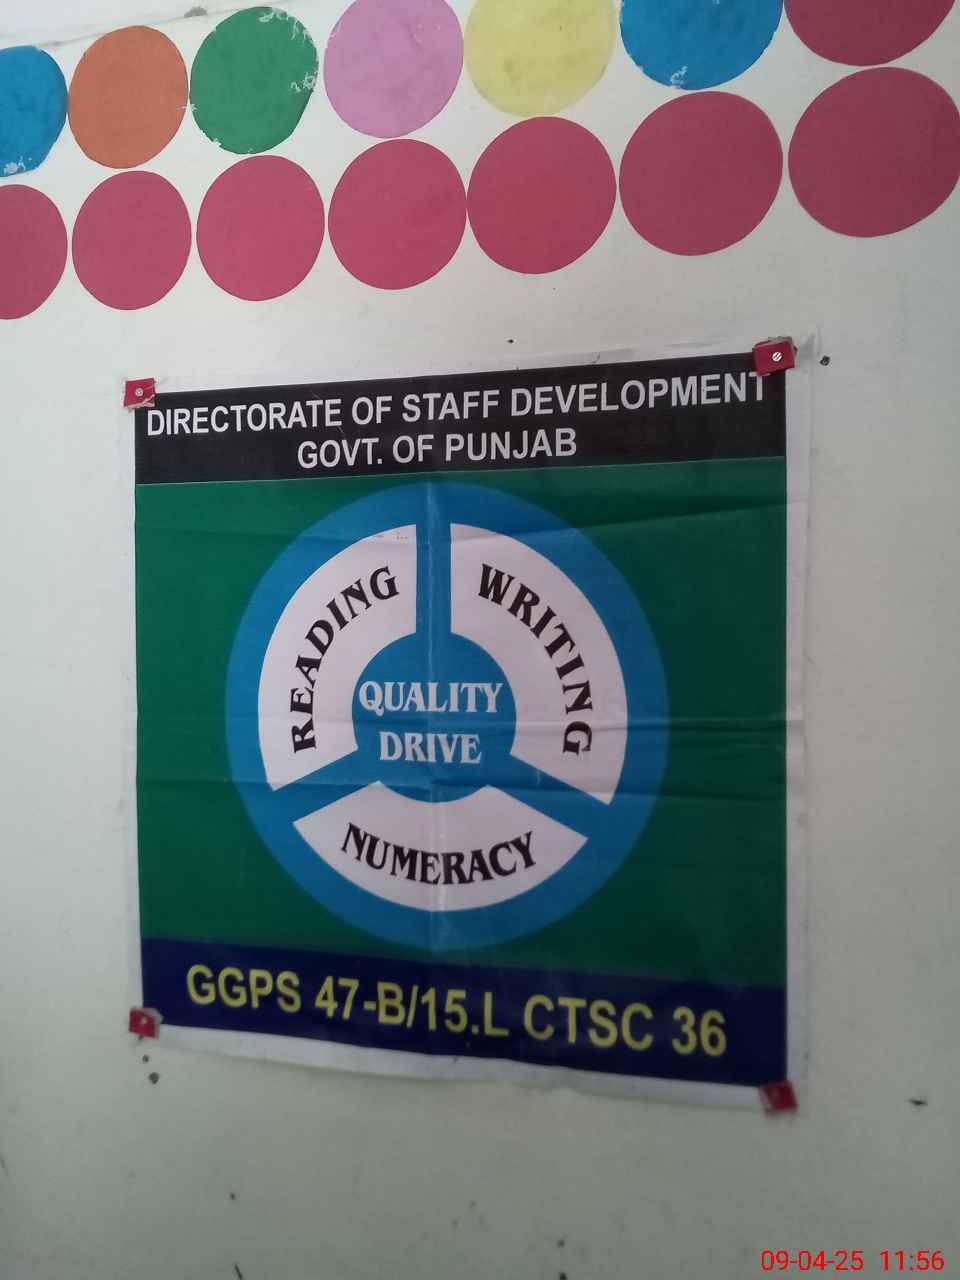 DIRECTORATE OF STAFF DEVELOPMENT
GOVT. OF PUNJAB
READING
WRITING
QUALITY
DRIVE
NUMERACY
GGPS 47-B/15.L CTSC 36
09-04-25 11:56